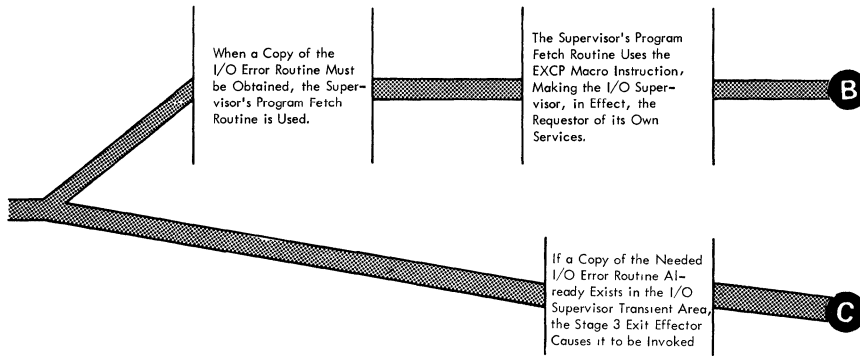 When a Copy of the
I/O Error Routine Must
be Obtained, the Super-
visor's Program Fetch
Routine is Used.
The Supervisor's Program
Fetch Routine Uses the
EXCP Macro Instruction,
Making the I/O Super-
visor, in Effect, the
Requestor of its Own
Services.
B
If a Copy of the Needed
I/O Error Routine Al-
ready Exists in the I/O
Supervisor Transient Area,
the Stage 3 Exit Effector
Causes it to be Invoked
C